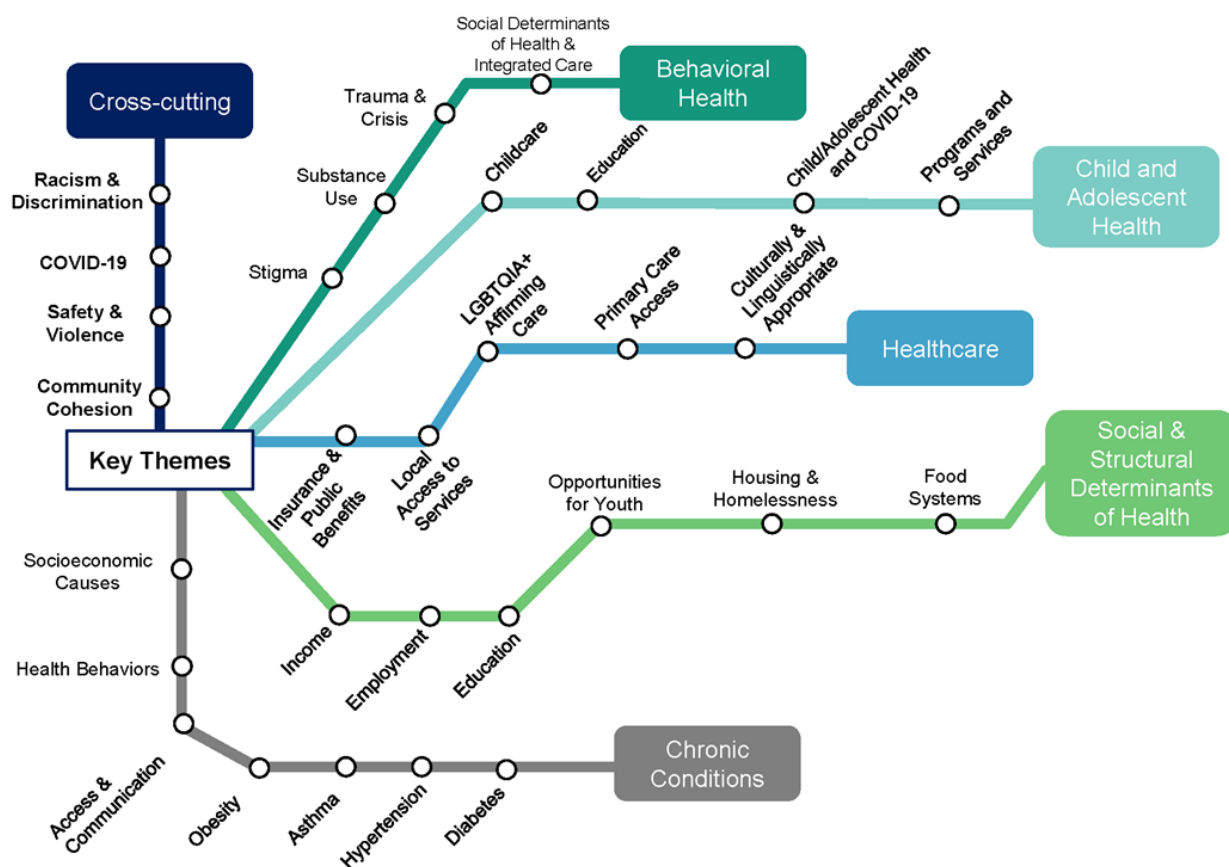 Cross-cutting
Racism &
Discrimination
COVID-19
Safety &
Violence
Community
Cohesion
Key Themes
Social Determinants
of Health &
Integrated Care
Trauma &
Crisis
Substance
Use
Stigma
Behavioral
Health
Childcare
Education
Child/Adolescent Health
and COVID-19
Programs and
Services
Child and
Adolescent
Health
Insurance &
Public
Benefits
Local
Access to
Services
LGBTQIA+
Affirming
Care
Primary Care
Access
Culturally &
Linguistically
Appropriate
Healthcare
Income
Employment
Education
Opportunities
for Youth
Housing &
Homelessness
Food
Systems
Social &
Structural
Determinants
of Health
Socioeconomic
Causes
Health Behaviors
Access &
Communication
Obesity
Asthma
Hypertension
Diabetes
Chronic
Conditions